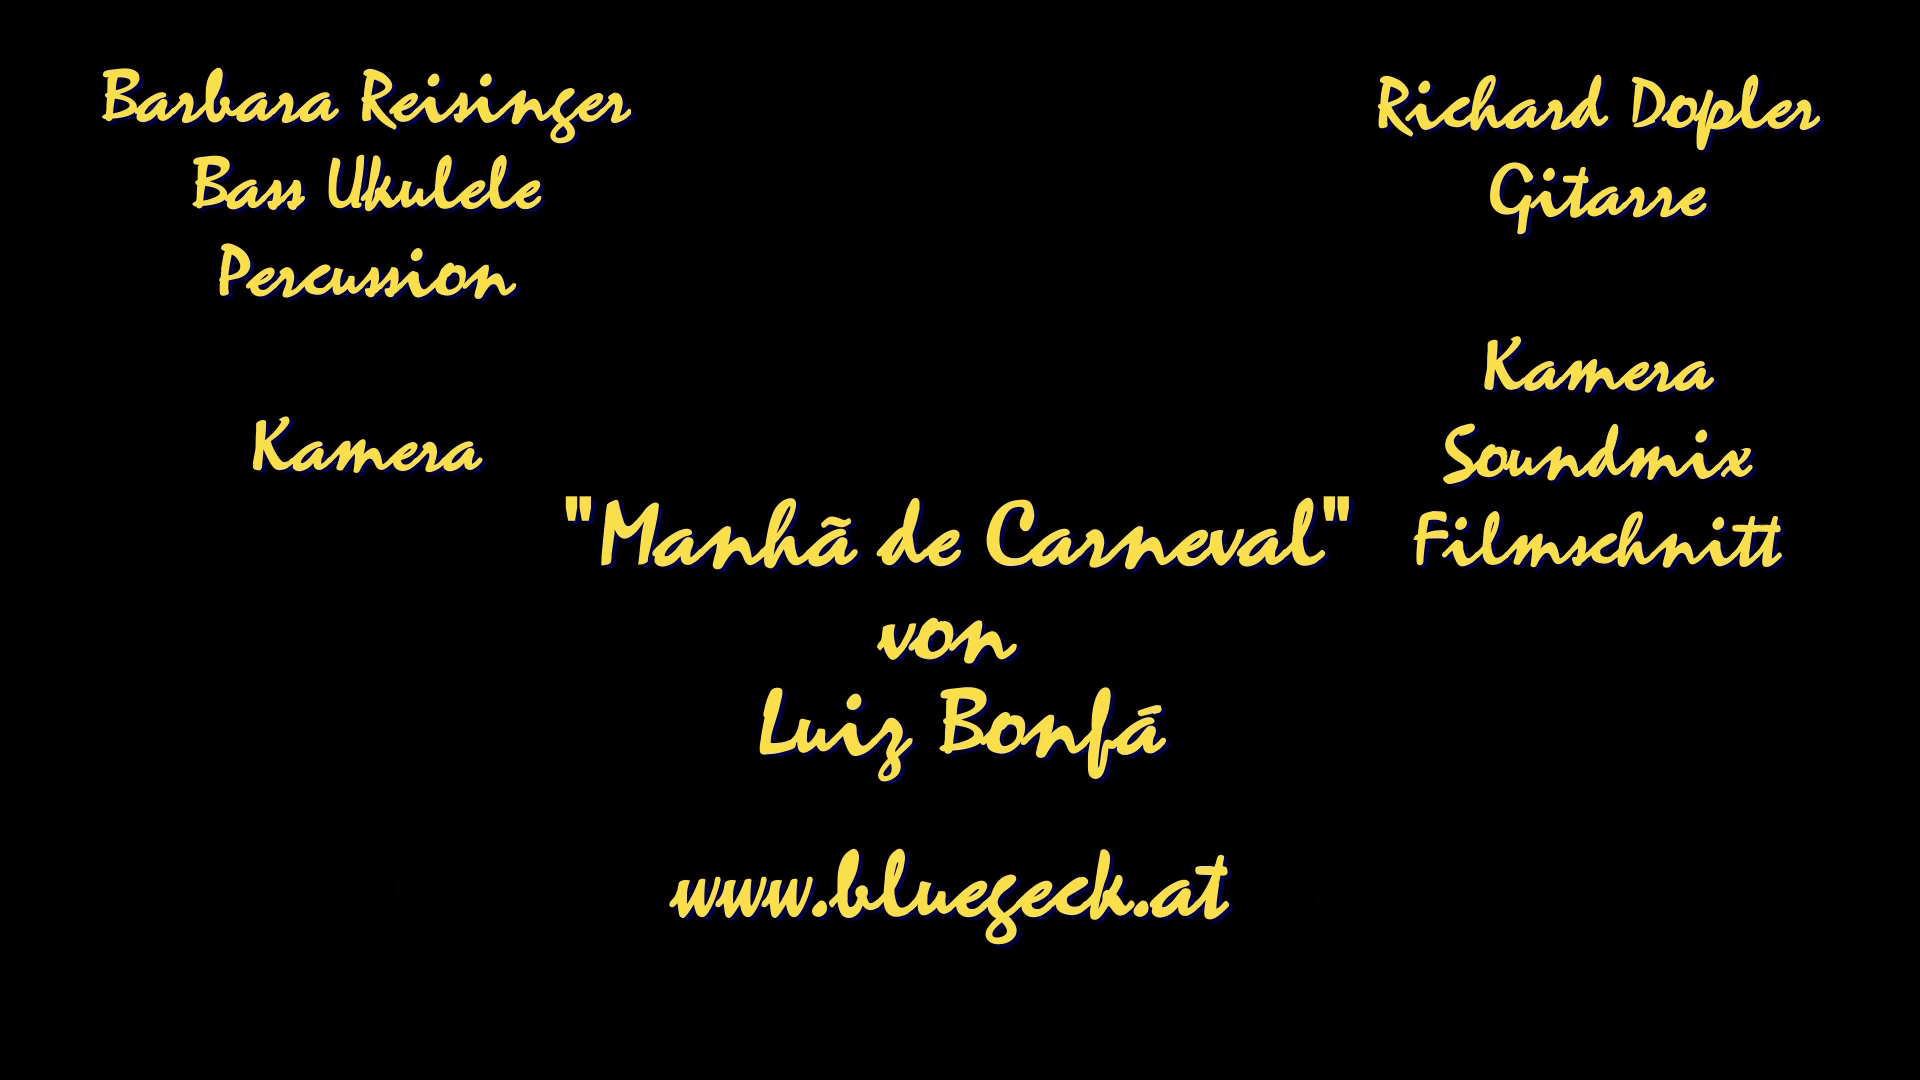 Barbara Reisinger
Bass Ukulele
Percussion
Kamera
Richard Dopler
Gitarre
Kamera
Soundmix
Filmschnitt
"Manhã de Carneval"
von
Luiz Bonfá
www.bluegeck.at